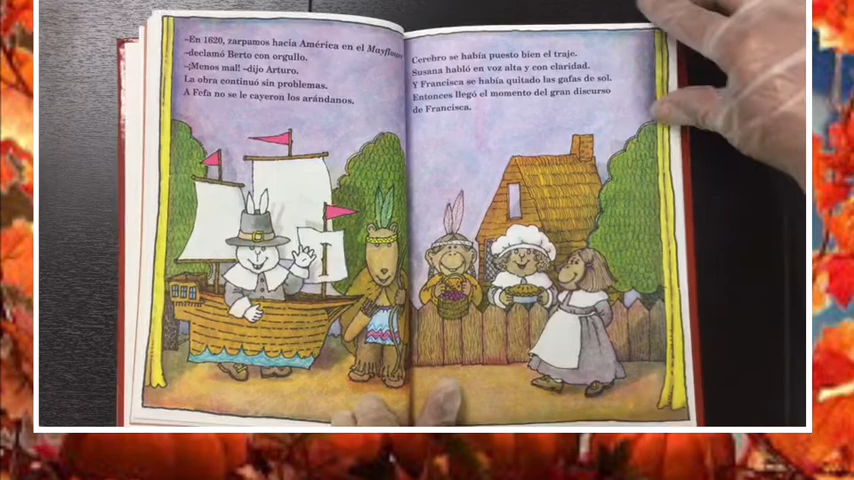 –En 1620, zarpamos hacia América en el Mayflower
–declamó Berto con orgullo.
–¡Menos mal! –dijo Arturo.
La obra continuó sin problemas.
A Fefa no se le cayeron los arándanos,
Cerebro se había puesto bien el traje.
Susana habló en voz alta y con claridad.
Y Francisca se había quitado las gafas de sol.
Entonces llegó el momento del gran discurso
de Francisca.